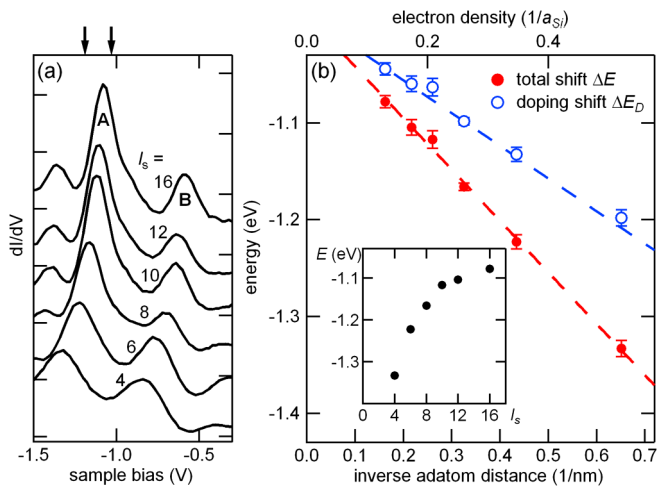 electron density (1/a_Si)
0.0 0.2 0.4
(a)
A
l_s =
16
B
12
10
8
6
4
dI/dV
-1.5 -1.0 -0.5
sample bias (V)
(b)
total shift ΔE
doping shift ΔE_D
energy (eV)
-1.1
-1.2
-1.3
-1.4
E (eV)
-1.1
-1.2
-1.3
0 4 8 12 16 l_s
0.0 0.1 0.2 0.3 0.4 0.5 0.6 0.7
inverse adatom distance (1/nm)